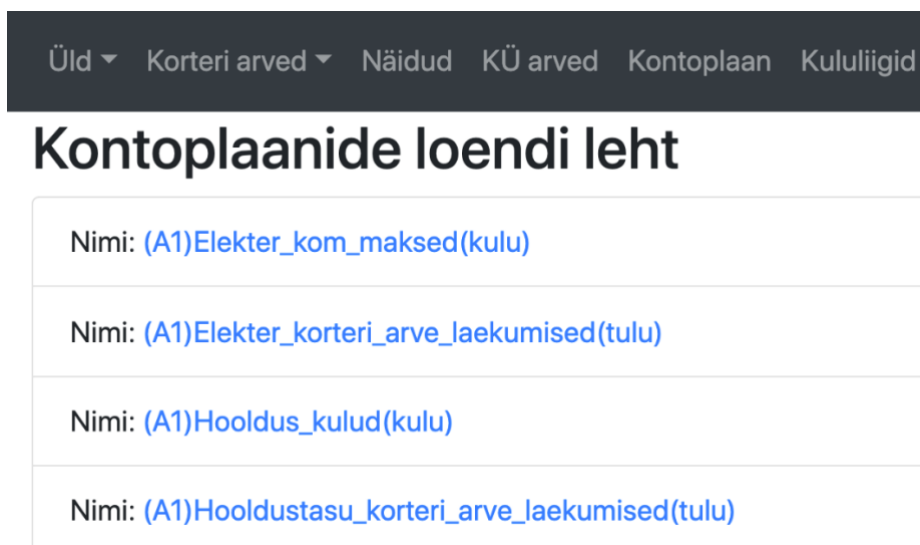 Üld Korteri arved Näidud KÜ arved Kontoplaan Kululiigid
Kontoplaanide loendi leht
Nimi: (A1)Elekter_kom_maksed(kulu)
Nimi: (A1)Elekter_korteri_arve_laekumised(tulu)
Nimi: (A1)Hooldus_kulud(kulu)
Nimi: (A1)Hooldustasu_korteri_arve_laekumised(tulu)